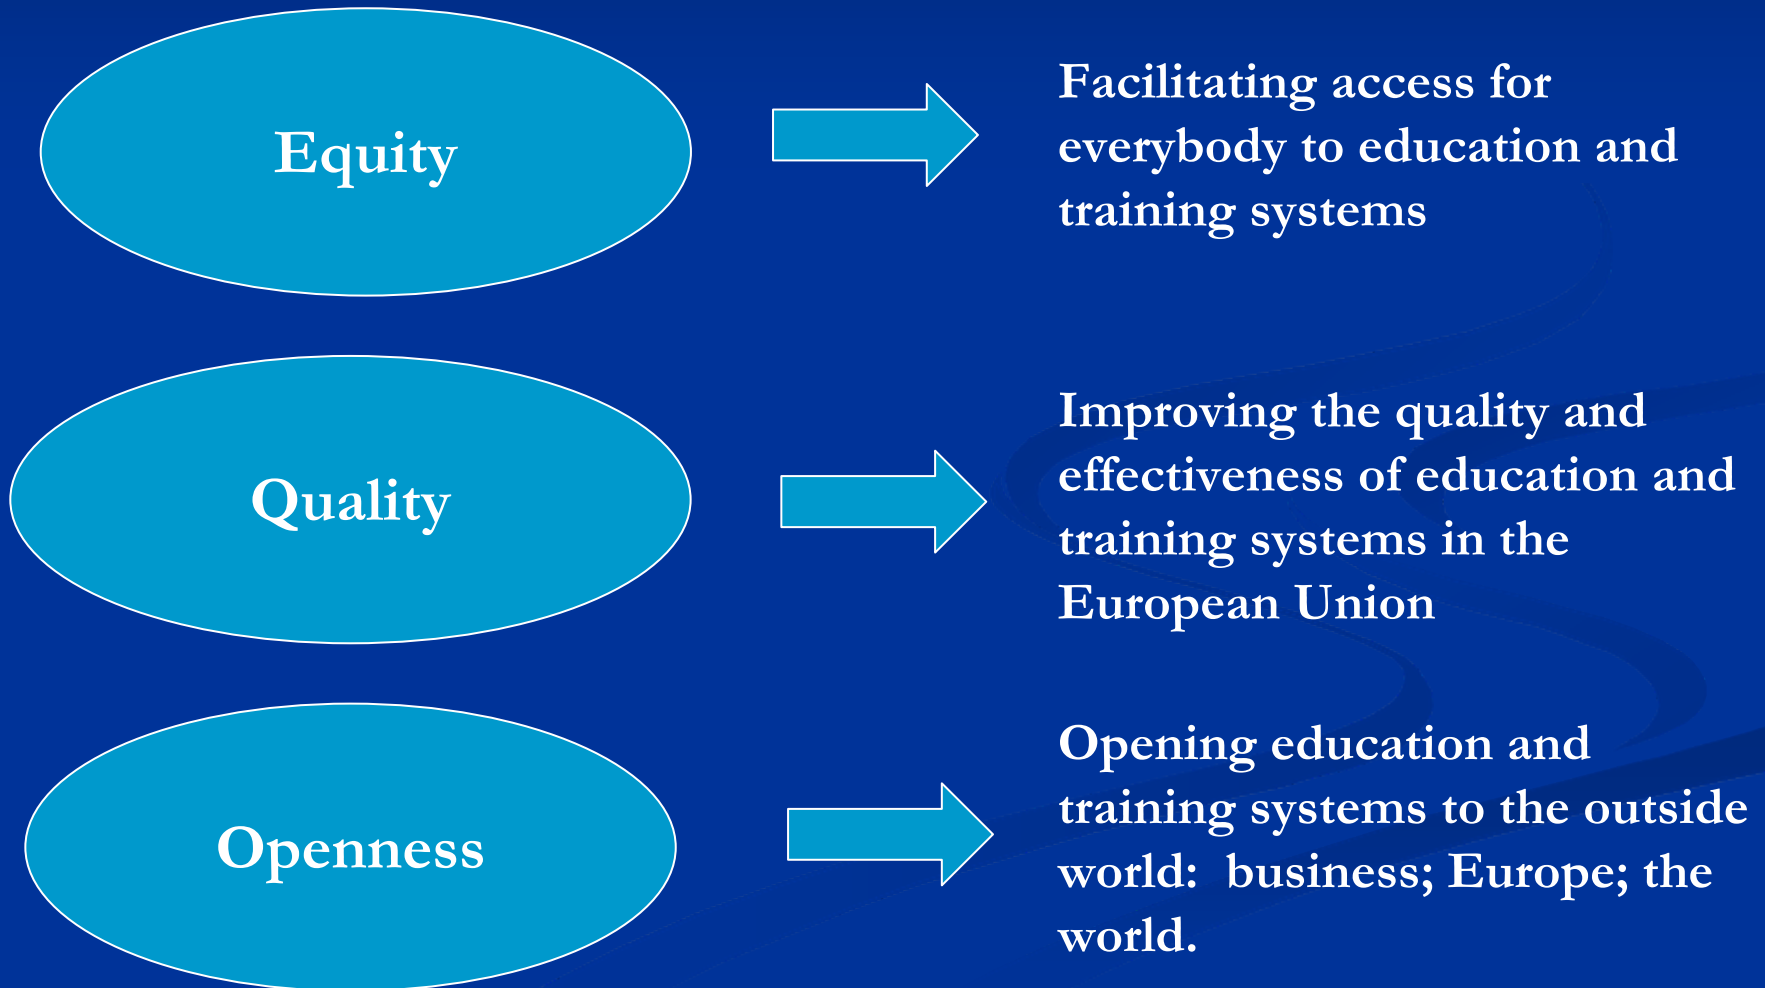 Equity
Facilitating access for
everybody to education and
training systems
Quality
Improving the quality and
effectiveness of education and
training systems in the
European Union
Openness
Opening education and
training systems to the outside
world:  business; Europe; the
world.